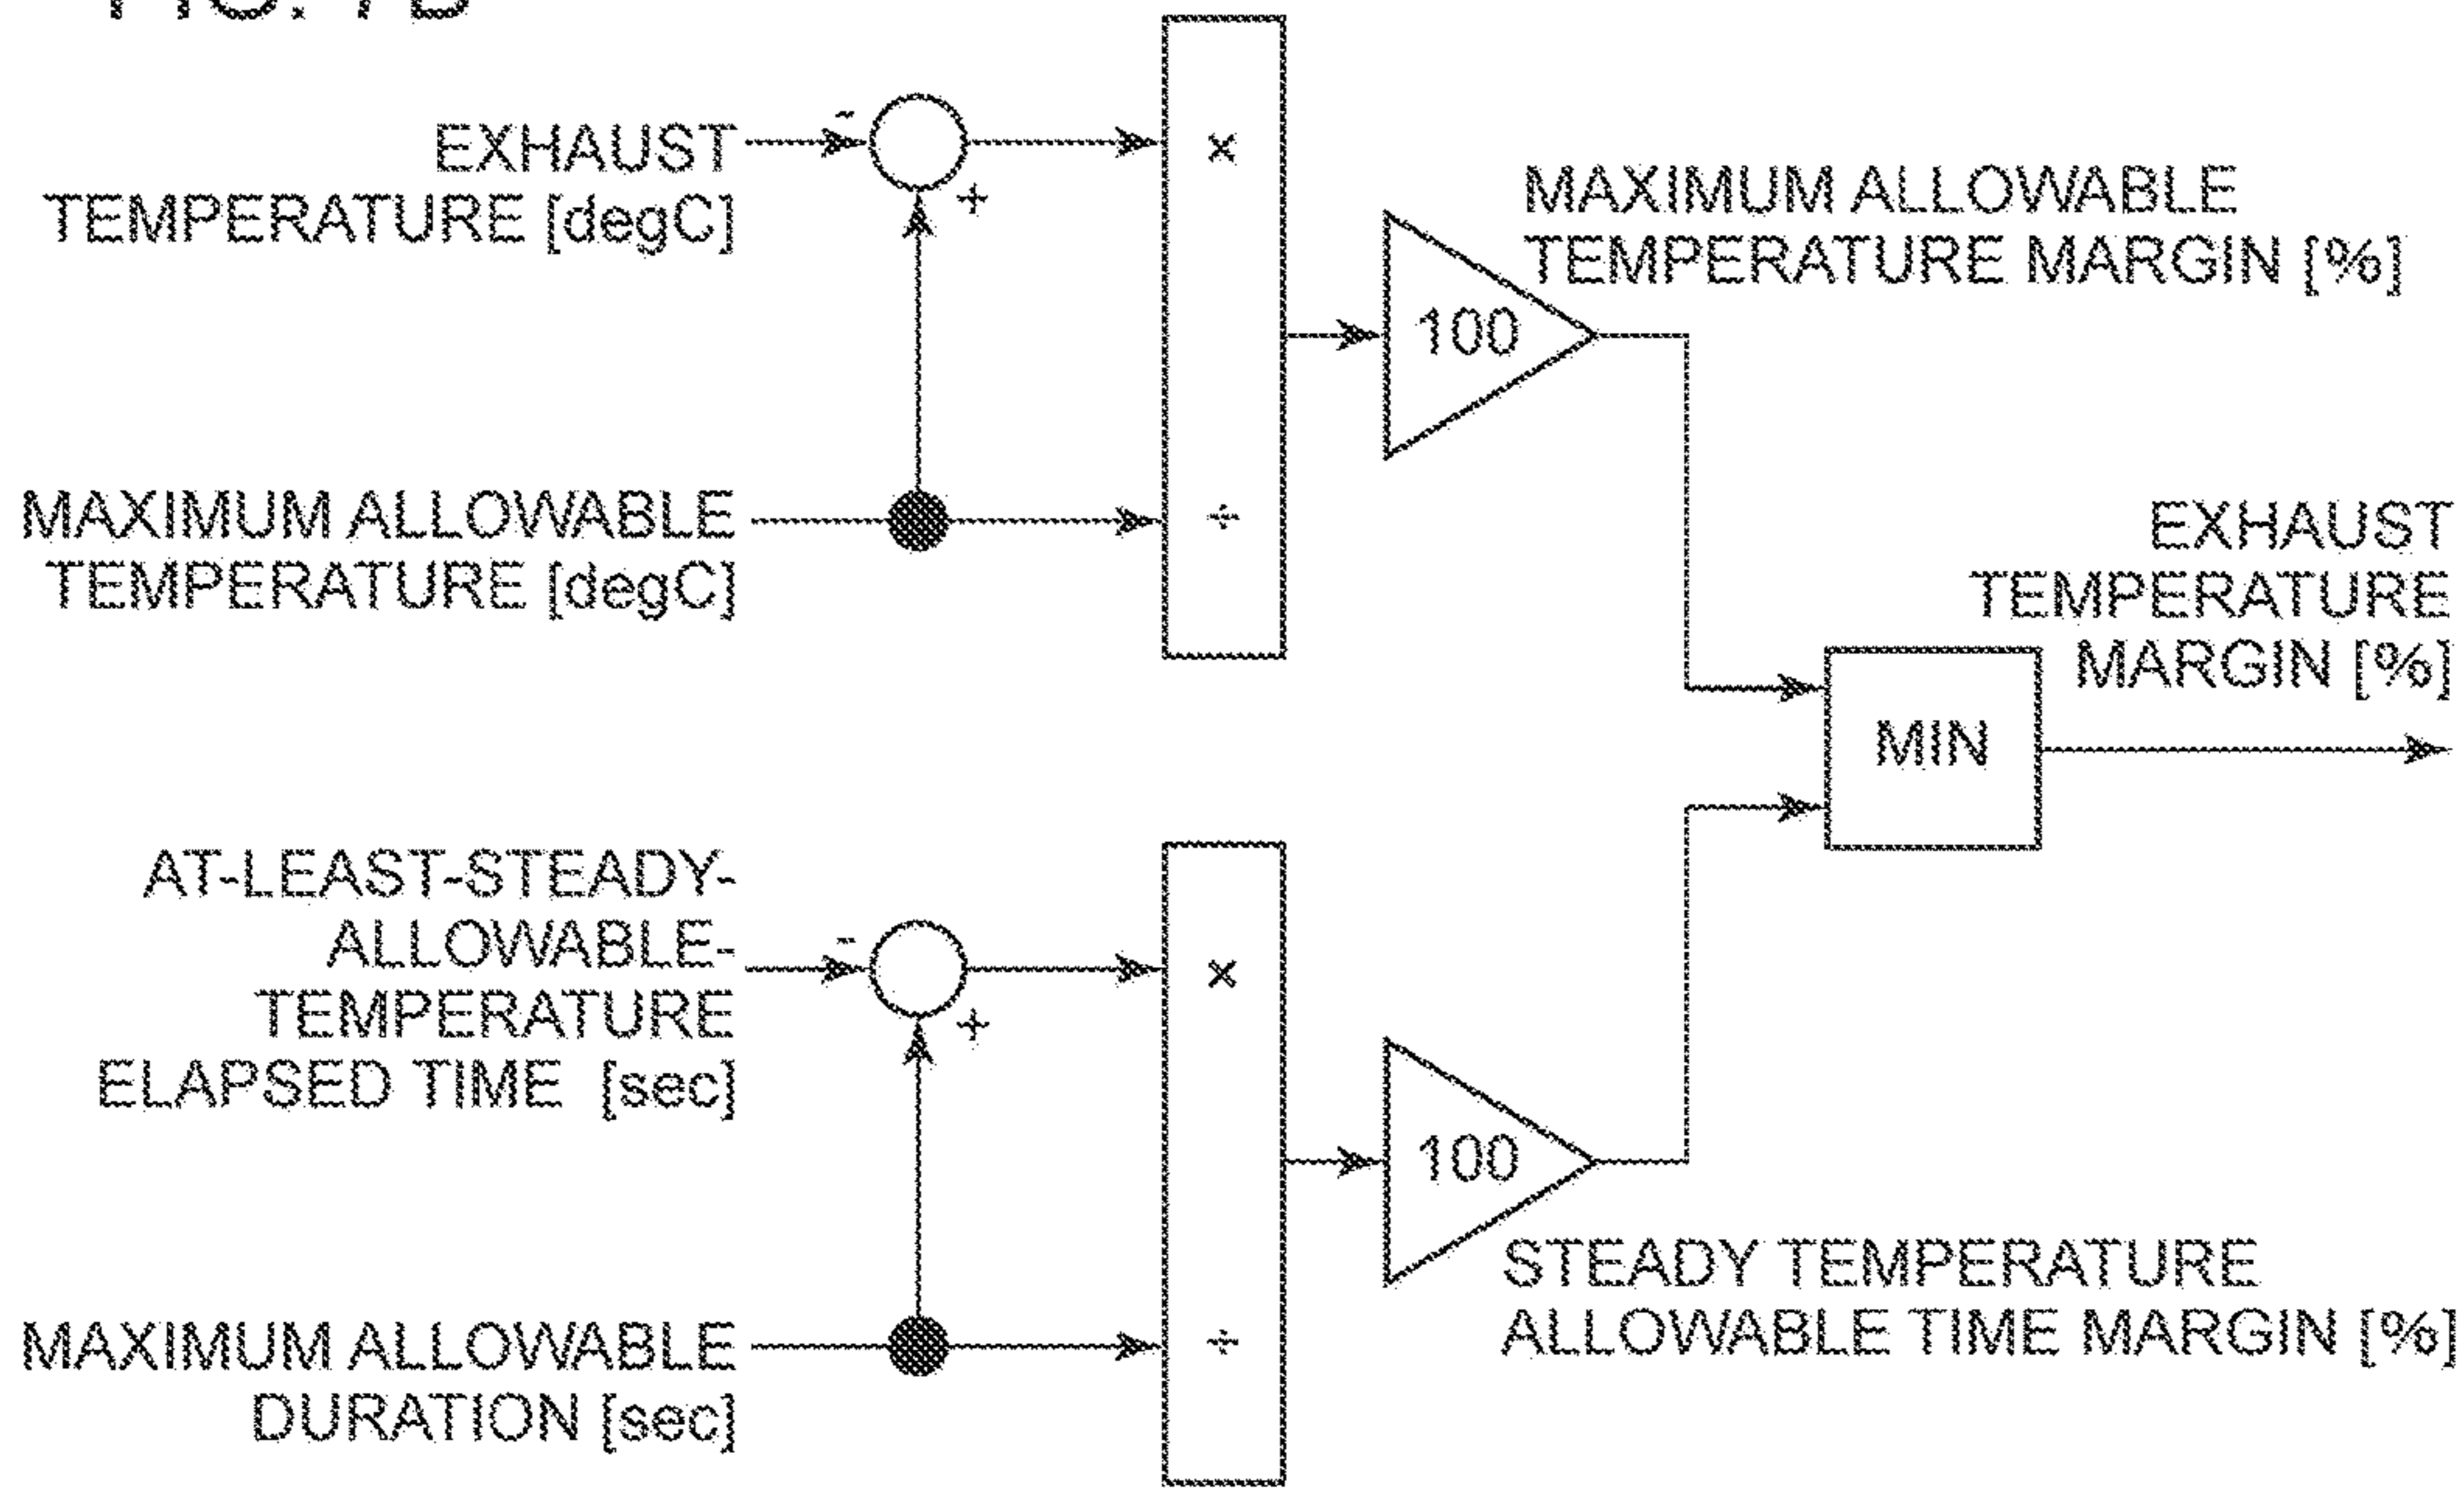 EXHAUST
TEMPERATURE [degC]
-
+
×
MAXIMUM ALLOWABLE
TEMPERATURE [degC]
÷
100
MAXIMUM ALLOWABLE
TEMPERATURE MARGIN [%]
EXHAUST
TEMPERATURE
MARGIN [%]
MIN
AT-LEAST-STEADY-
ALLOWABLE-
TEMPERATURE
ELAPSED TIME [sec]
-
+
×
100
STEADY TEMPERATURE
ALLOWABLE TIME MARGIN [%]
MAXIMUM ALLOWABLE
DURATION [sec]
÷